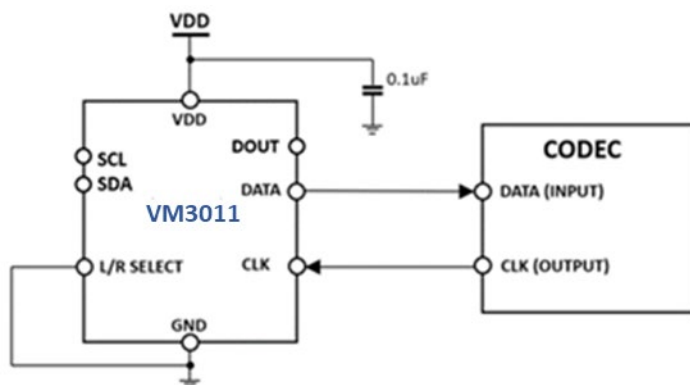 VDD
0.1uF
VDD
DOUT
CODEC
SCL
SDA
DATA
DATA (INPUT)
VM3011
L/R SELECT
CLK
CLK (OUTPUT)
GND